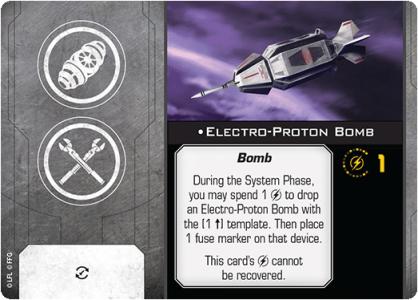 •Electro-Proton Bomb
Bomb
During the System Phase,
you may spend 1 to drop
an Electro-Proton Bomb with
the [1 ] template. Then place
1 fuse marker on that device.
This card's cannot
be recovered.
1
© LFL © FFG